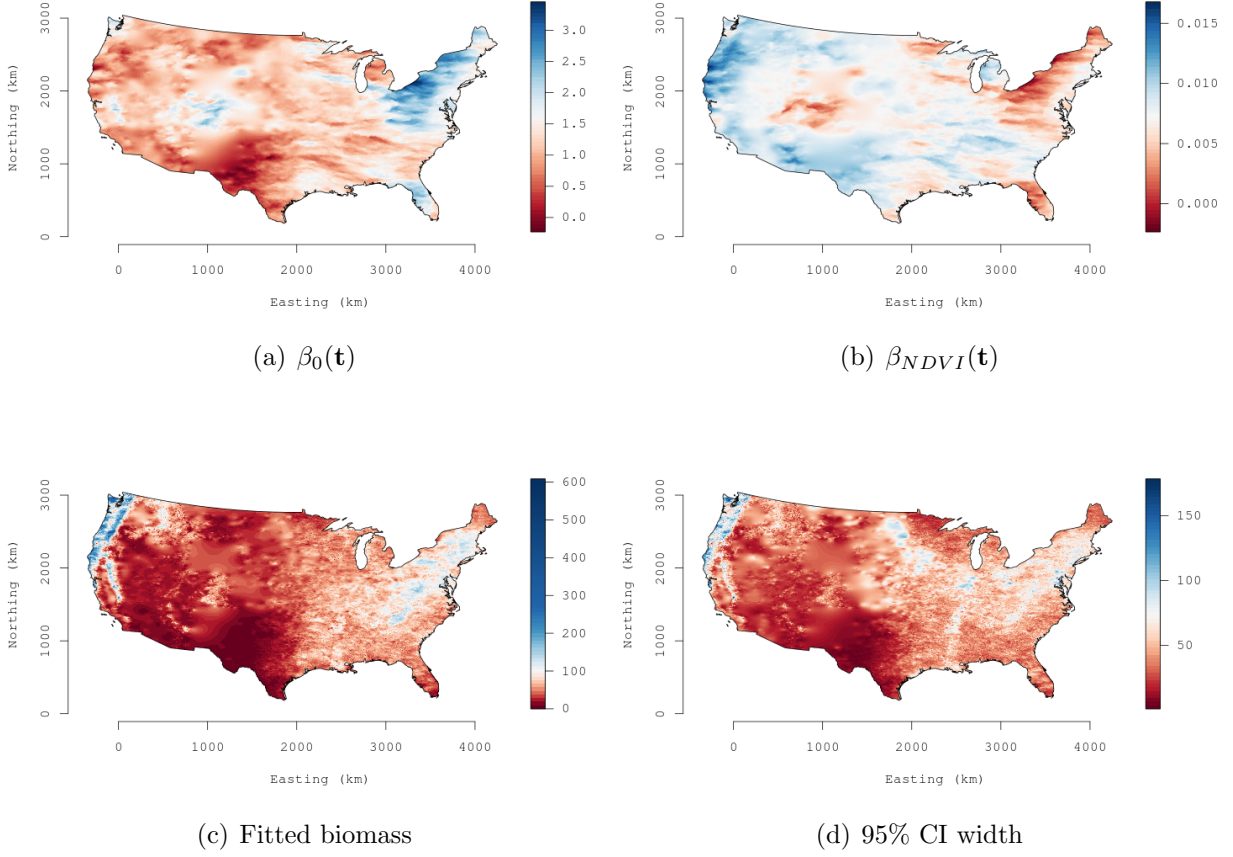 3000
2000
1000
0
Northing (km)
0 1000 2000 3000 4000
Easting (km)
3.0
2.5
2.0
1.5
1.0
0.5
0.0
(a) β0(t)
3000
2000
1000
0
Northing (km)
0 1000 2000 3000 4000
Easting (km)
0.015
0.010
0.005
0.000
(b) βNDVI(t)
3000
2000
1000
0
Northing (km)
0 1000 2000 3000 4000
Easting (km)
600
500
400
300
200
100
0
(c) Fitted biomass
3000
2000
1000
0
Northing (km)
0 1000 2000 3000 4000
Easting (km)
150
100
50
(d) 95% CI width